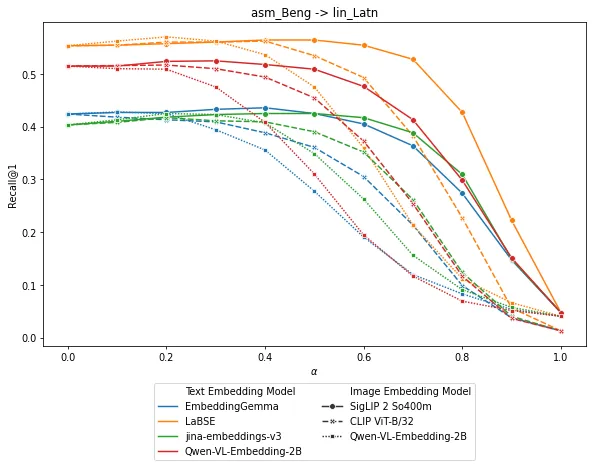 asm_Beng -> lin_Latn
Recall@1
0.5
0.4
0.3
0.2
0.1
0.0
0.0 0.2 0.4 0.6 0.8 1.0
α
Text Embedding Model
EmbeddingGemma
LaBSE
jina-embeddings-v3
Qwen-VL-Embedding-2B
Image Embedding Model
SigLIP 2 So400m
CLIP ViT-B/32
Qwen-VL-Embedding-2B